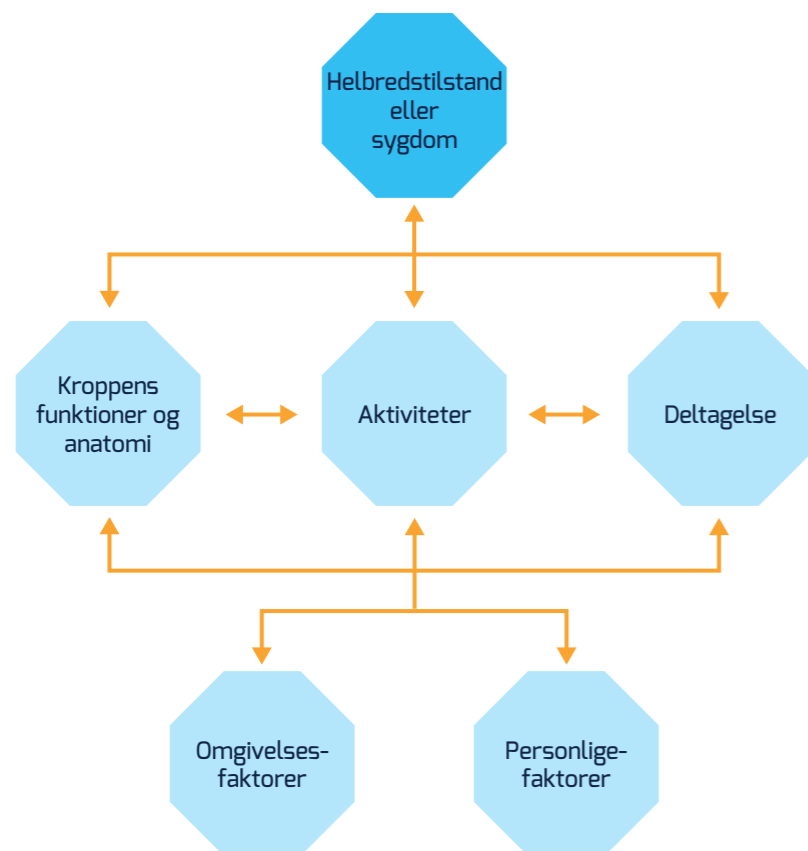 Helbredstilstand
eller
sygdom
Kroppens
funktioner og
anatomi
Aktiviteter
Deltagelse
Omgivelses-
faktorer
Personlige-
faktorer